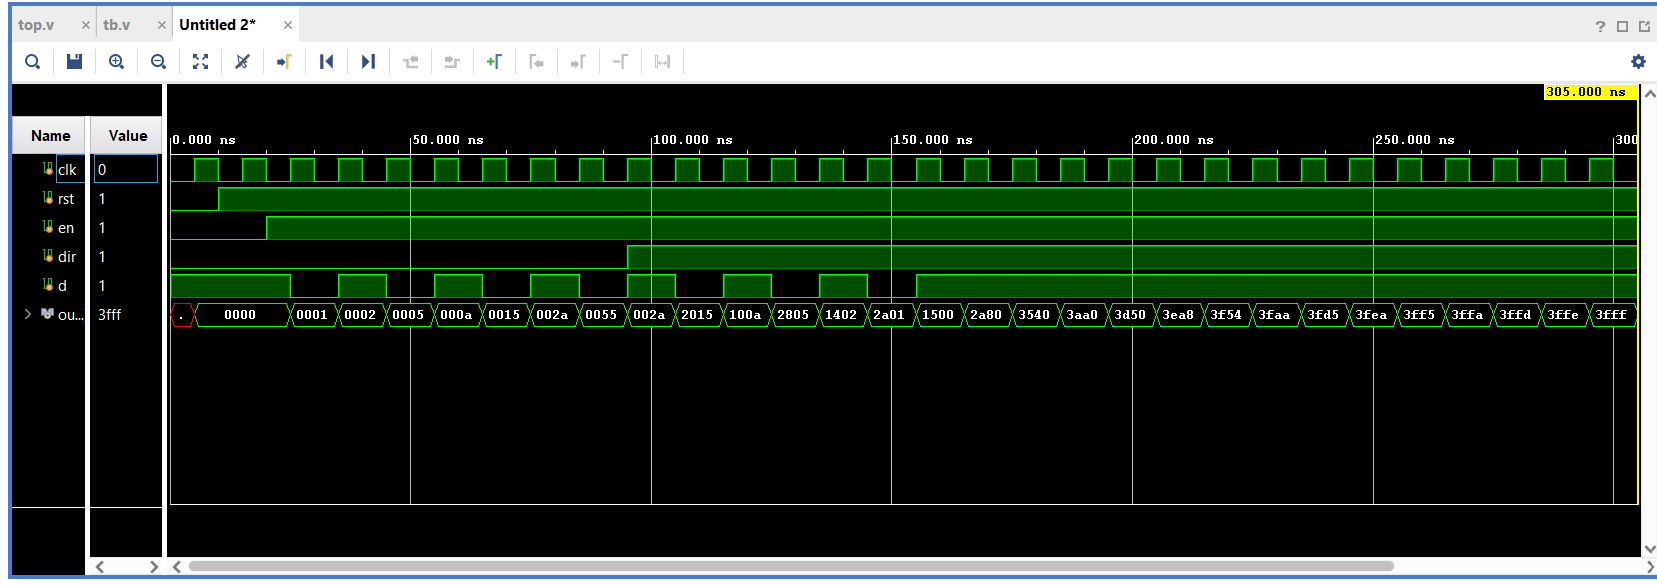 top.v × tb.v × Untitled 2* ×
?
305.000 ns
Name Value
0.000 ns 50.000 ns 100.000 ns 150.000 ns 200.000 ns 250.000 ns 300
clk 0
rst 1
en 1
dir 1
d 1
ou... 3fff . 0000 0001 0002 0005 000a 0015 002a 0055 002a 2015 100a 2805 1402 2a01 1500 2a80 3540 3aa0 3d50 3ea8 3f54 3faa 3fd5 3fea 3ff5 3ffa 3ffd 3ffe 3fff